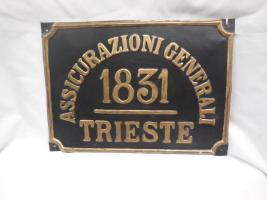 ASSICURAZIONI GENERALI
1831
TRIESTE